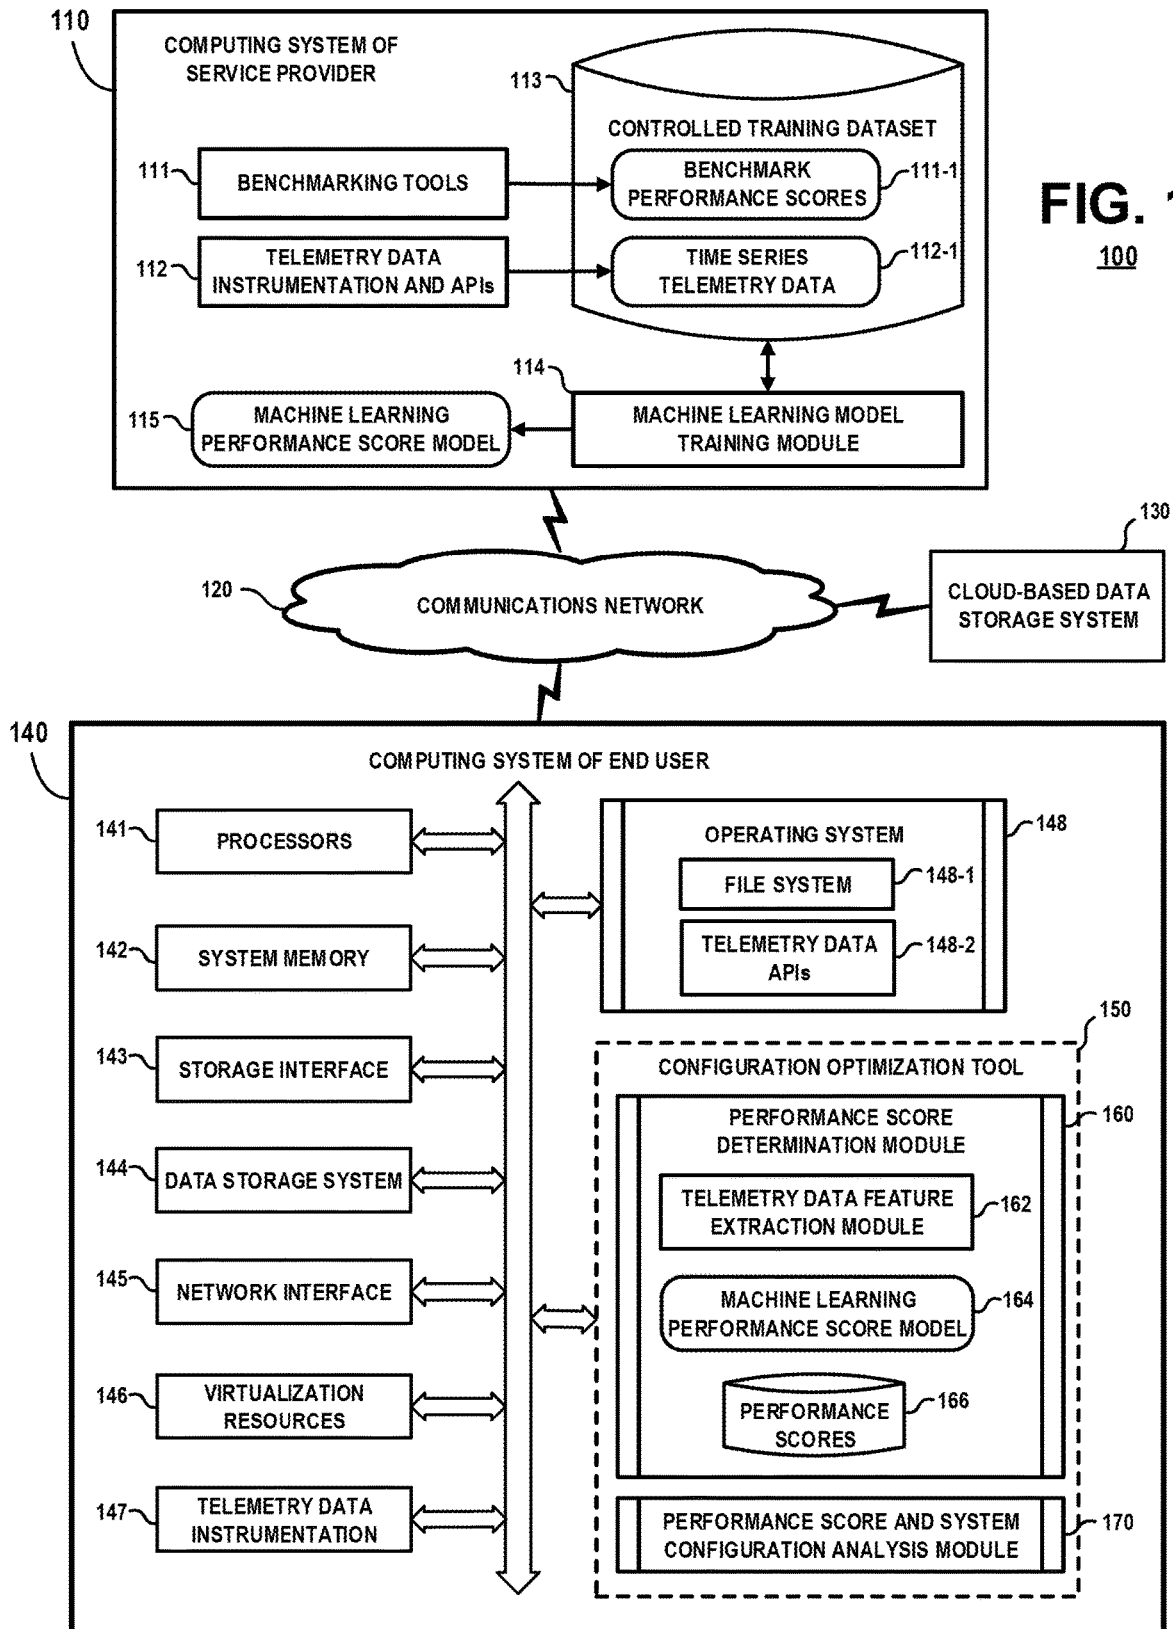 110
COMPUTING SYSTEM OF
SERVICE PROVIDER
113
CONTROLLED TRAINING DATASET
111
BENCHMARKING TOOLS
BENCHMARK
PERFORMANCE SCORES
111-1
FIG.
100
112
TELEMETRY DATA
INSTRUMENTATION AND APIs
TIME SERIES
TELEMETRY DATA
112-1
114
115
MACHINE LEARNING
PERFORMANCE SCORE MODEL
MACHINE LEARNING MODEL
TRAINING MODULE
120
COMMUNICATIONS NETWORK
130
CLOUD-BASED DATA
STORAGE SYSTEM
140
COMPUTING SYSTEM OF END USER
141
PROCESSORS
142
SYSTEM MEMORY
143
STORAGE INTERFACE
144
DATA STORAGE SYSTEM
145
NETWORK INTERFACE
146
VIRTUALIZATION
RESOURCES
147
TELEMETRY DATA
INSTRUMENTATION
OPERATING SYSTEM
148
FILE SYSTEM
148-1
TELEMETRY DATA
APIs
148-2
150
CONFIGURATION OPTIMIZATION TOOL
PERFORMANCE SCORE
DETERMINATION MODULE
160
TELEMETRY DATA FEATURE
EXTRACTION MODULE
162
MACHINE LEARNING
PERFORMANCE SCORE MODEL
164
PERFORMANCE
SCORES
166
PERFORMANCE SCORE AND SYSTEM
CONFIGURATION ANALYSIS MODULE
170